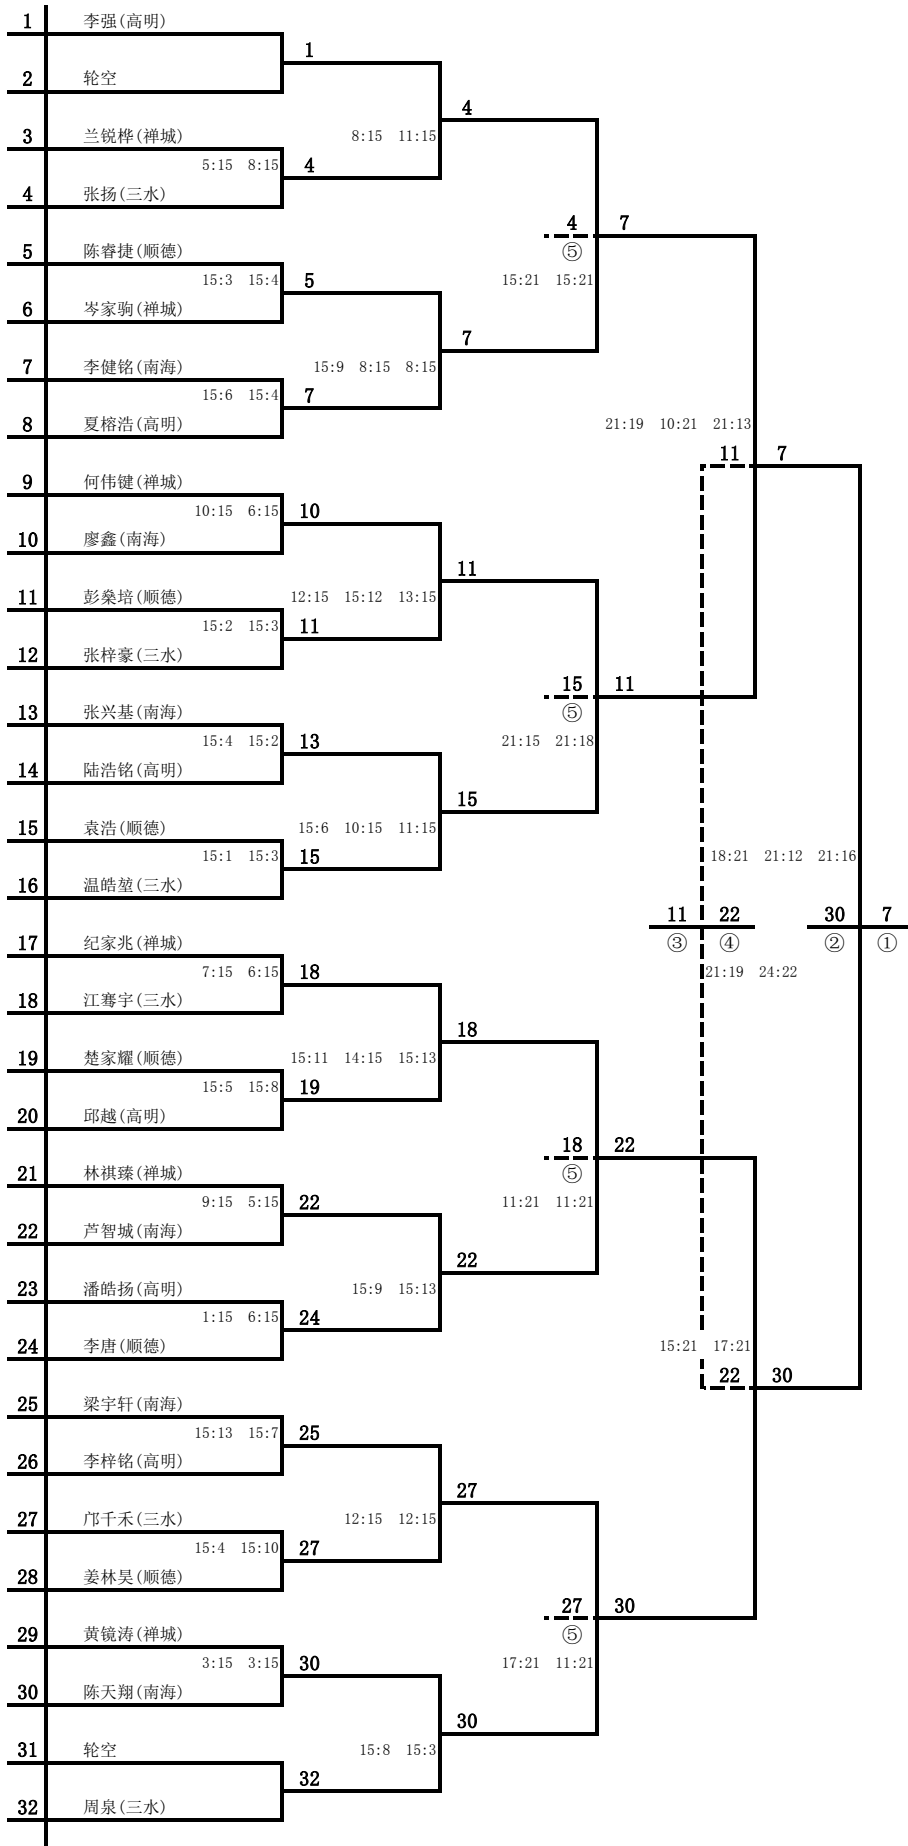 1 李强(高明)
1
2 轮空
4
3 兰锐桦(禅城) 8:15 11:15
5:15 8:15 4
4 张扬(三水)
4 7
5 陈睿捷(顺德) ⑤
15:3 15:4 5 15:21 15:21
6 岑家驹(禅城)
7
7 李健铭(南海) 15:9 8:15 8:15
15:6 15:4 7
8 夏榕浩(高明) 21:19 10:21 21:13
11 7
9 何伟键(禅城)
10:15 6:15 10
10 廖鑫(南海)
11
11 彭燊培(顺德) 12:15 15:12 13:15
15:2 15:3 11
12 张梓豪(三水)
15 11
13 张兴基(南海) ⑤
15:4 15:2 13 21:15 21:18
14 陆浩铭(高明)
15
15 袁浩(顺德) 15:6 10:15 11:15
15:1 15:3 15 18:21 21:12 21:16
16 温皓堃(三水)
11 22 30 7
17 纪家兆(禅城) ③ ④ ② ①
7:15 6:15 18 21:19 24:22
18 江骞宇(三水)
18
19 楚家耀(顺德) 15:11 14:15 15:13
15:5 15:8 19
20 邱越(高明)
18 22
21 林祺臻(禅城) ⑤
9:15 5:15 22 11:21 11:21
22 芦智城(南海)
22
23 潘皓扬(高明) 15:9 15:13
1:15 6:15 24
24 李唐(顺德) 15:21 17:21
22 30
25 梁宇轩(南海)
15:13 15:7 25
26 李梓铭(高明)
27
27 邝千禾(三水) 12:15 12:15
15:4 15:10 27
28 姜林昊(顺德)
27 30
29 黄镜涛(禅城) ⑤
3:15 3:15 30 17:21 11:21
30 陈天翔(南海)
30
31 轮空 15:8 15:3
32
32 周泉(三水)